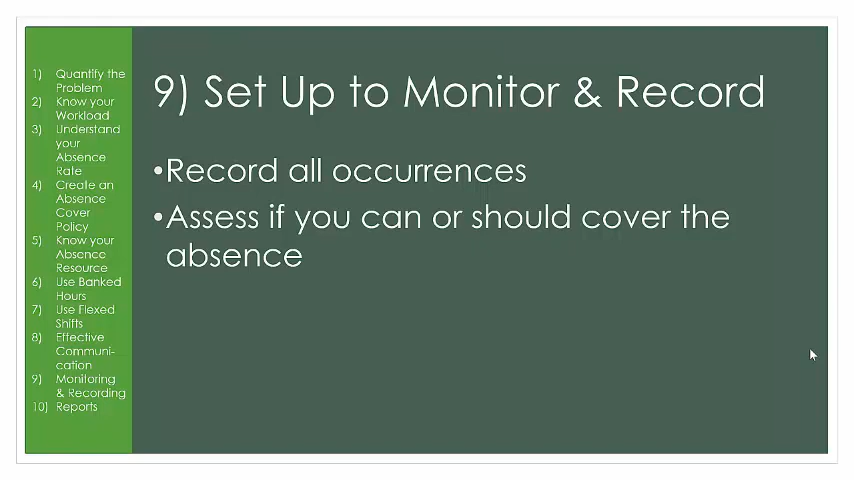 1) Quantify the
Problem
2) Know your
Workload
3) Understand
your
Absence
Rate
4) Create an
Absence
Cover
Policy
5) Know your
Absence
Resource
6) Use Banked
Hours
7) Use Flexed
Shifts
8) Effective
Communi-
cation
9) Monitoring
& Recording
10) Reports
9) Set Up to Monitor & Record
•Record all occurrences
•Assess if you can or should cover the
absence